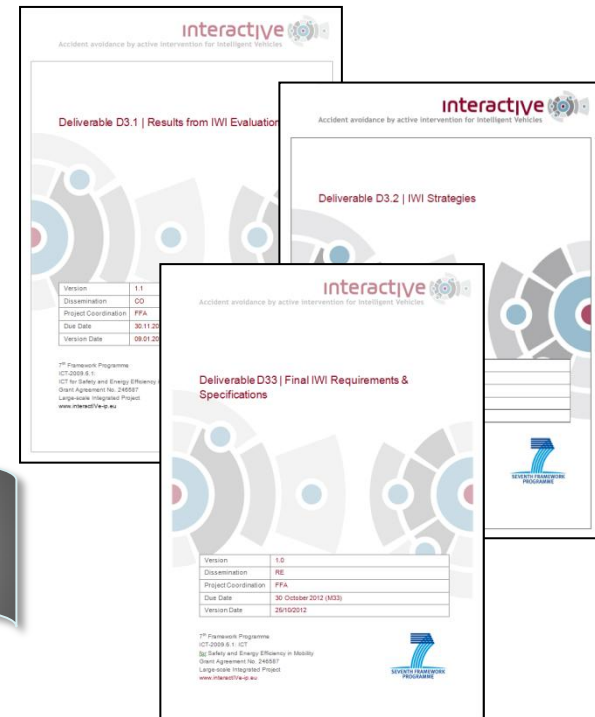 interactIve
Accident avoidance by active intervention for Intelligent Vehicles
Deliverable D3.1 | Results from IWI Evaluation
Version 1.1
Dissemination CO
Project Coordination FFA
Due Date 30.11.20
Version Date 09.01.20
7th Framework Programme
ICT-2009.6.1:
ICT for Safety and Energy Efficiency
Grant Agreement No. 246587
Large-scale Integrated Project
www.interactIVe-ip.eu
interactIve
Accident avoidance by active intervention for Intelligent Vehicles
Deliverable D3.2 | IWI Strategies
SEVENTH FRAMEWORK
PROGRAMME
interactIve
Accident avoidance by active intervention for Intelligent Vehicles
Deliverable D33 | Final IWI Requirements &
Specifications
Version 1.0
Dissemination RE
Project Coordination FFA
Due Date 30 October 2012 (M33)
Version Date 26/10/2012
7th Framework Programme
ICT-2009.6.1: ICT
for Safety and Energy Efficiency in Mobility
Grant Agreement No. 246587
Large-scale Integrated Project
www.interactIVe-ip.eu
SEVENTH FRAMEWORK
PROGRAMME